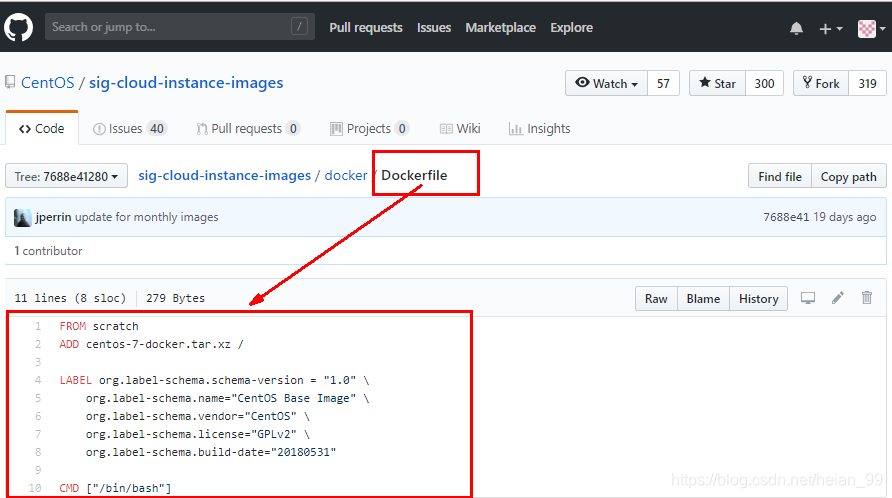 Search or jump to... /
Pull requests Issues Marketplace Explore
CentOS / sig-cloud-instance-images
Watch 57 Star 300 Fork 319
Code Issues 40 Pull requests 0 Projects 0 Wiki Insights
Tree: 7688e41280 sig-cloud-instance-images / docker / Dockerfile Find file Copy path
jperrin update for monthly images 7688e41 19 days ago
1 contributor
11 lines (8 sloc) 279 Bytes Raw Blame History
1 FROM scratch
2 ADD centos-7-docker.tar.xz /
3
4 LABEL org.label-schema.schema-version = "1.0" \
5 org.label-schema.name="CentOS Base Image" \
6 org.label-schema.vendor="CentOS" \
7 org.label-schema.license="GPLv2" \
8 org.label-schema.build-date="20180531"
9
10 CMD ["/bin/bash"]
https://blog.csdn.net/heian_99